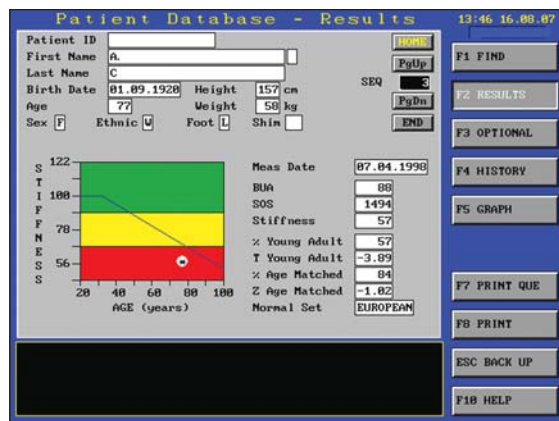 Patient Database - Results
13:46 16.08.07
Patient ID
HOME
First Name A.
PgUp
Last Name C
SEQ 3
Birth Date 01.09.1920 Height 157 cm
PgDn
Age 77 Weight 58 kg
Sex F Ethnic W Foot L Shim
END
STIFFNESS
122
100
78
56
20 40 60 80 100
AGE (years)
Meas Date 07.04.1998
BUA 88
SOS 1494
Stiffness 57
% Young Adult 57
T Young Adult -3.89
% Age Matched 84
Z Age Matched -1.02
Normal Set EUROPEAN
F1 FIND
F2 RESULTS
F3 OPTIONAL
F4 HISTORY
F5 GRAPH
F7 PRINT QUE
F8 PRINT
ESC BACK UP
F10 HELP